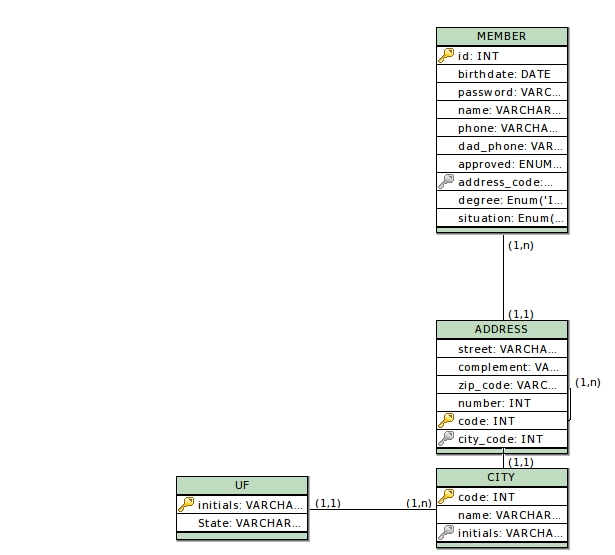 MEMBER
id: INT
birthdate: DATE
password: VARC...
name: VARCHAR...
phone: VARCHA...
dad_phone: VAR...
approved: ENUM...
address_code:...
degree: Enum('I...
situation: Enum(...
(1,n)
(1,1)
ADDRESS
street: VARCHA...
complement: VA...
zip_code: VARC...
(1,n)
number: INT
code: INT
city_code: INT
(1,1)
CITY
code: INT
name: VARCHAR...
initials: VARCHA...
UF
initials: VARCHA...
State: VARCHAR...
(1,1)
(1,n)